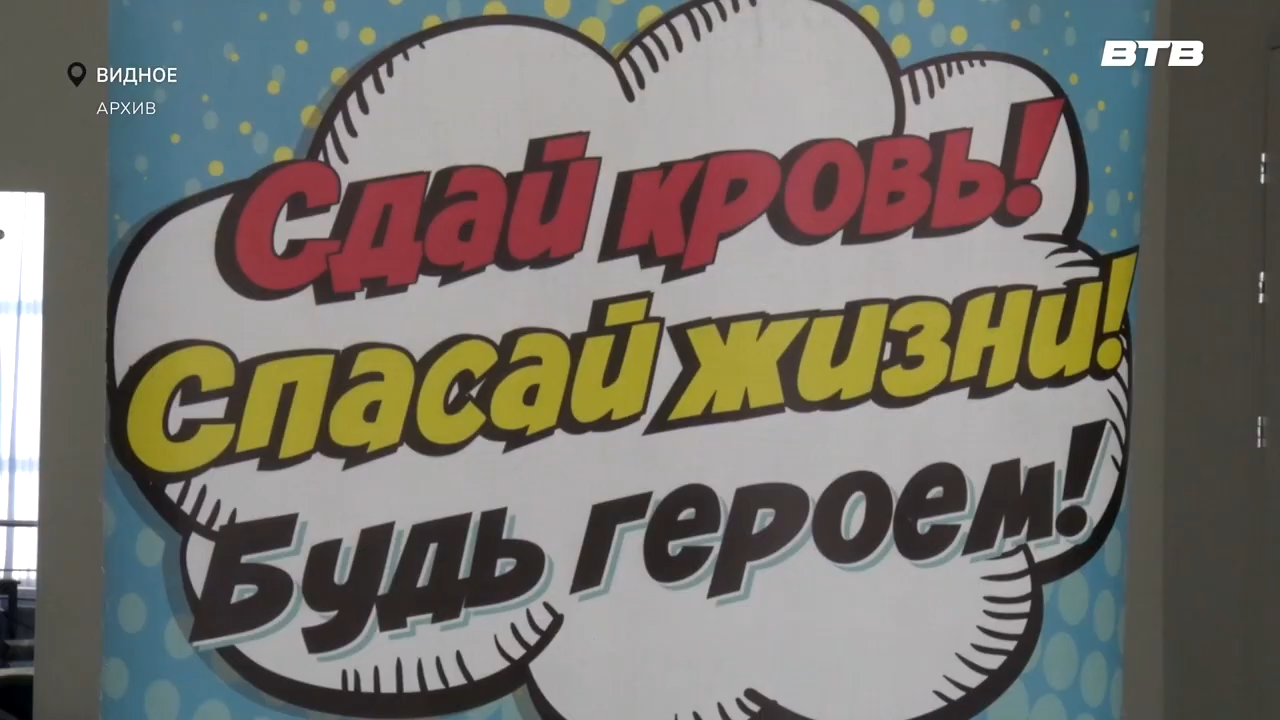 ВИДНОЕ
АРХИВ
ВТВ
Сдай кровь!
Спасай жизни!
Будь героем!